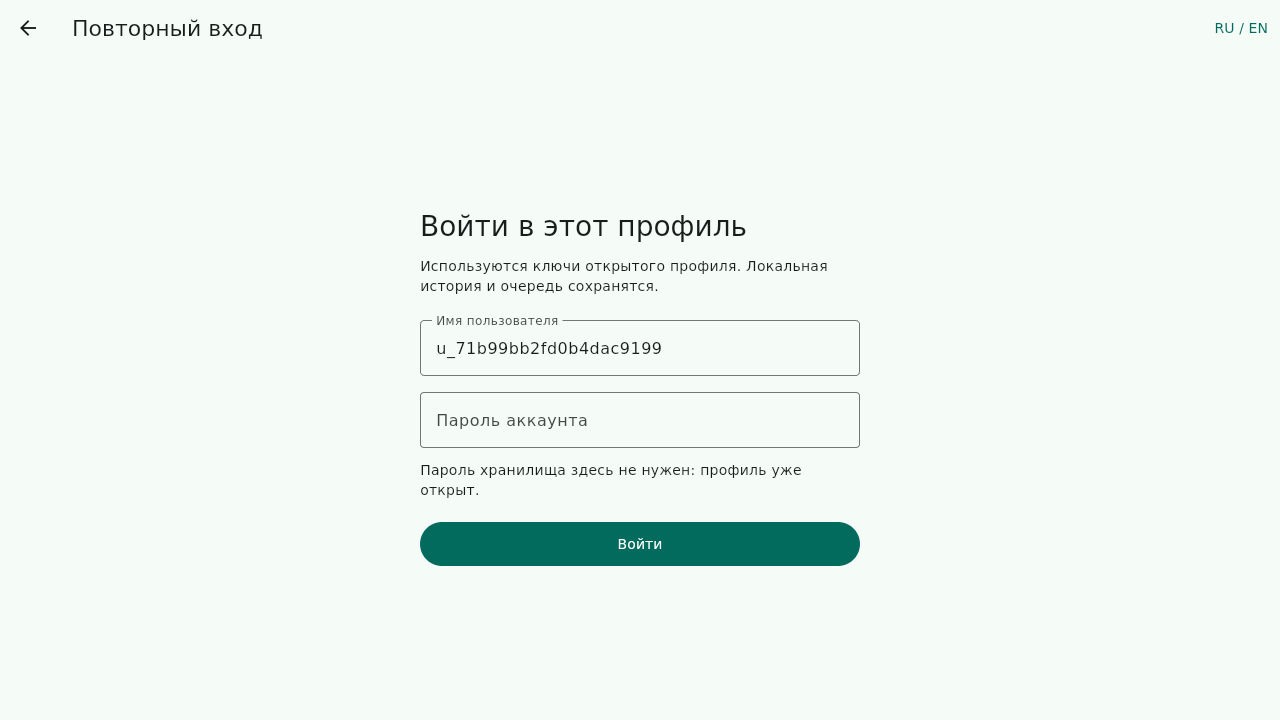 Повторный вход
RU / EN
Войти в этот профиль
Используются ключи открытого профиля. Локальная
история и очередь сохранятся.
Имя пользователя
u_71b99bb2fd0b4dac9199
Пароль аккаунта
Пароль хранилища здесь не нужен: профиль уже
открыт.
Войти